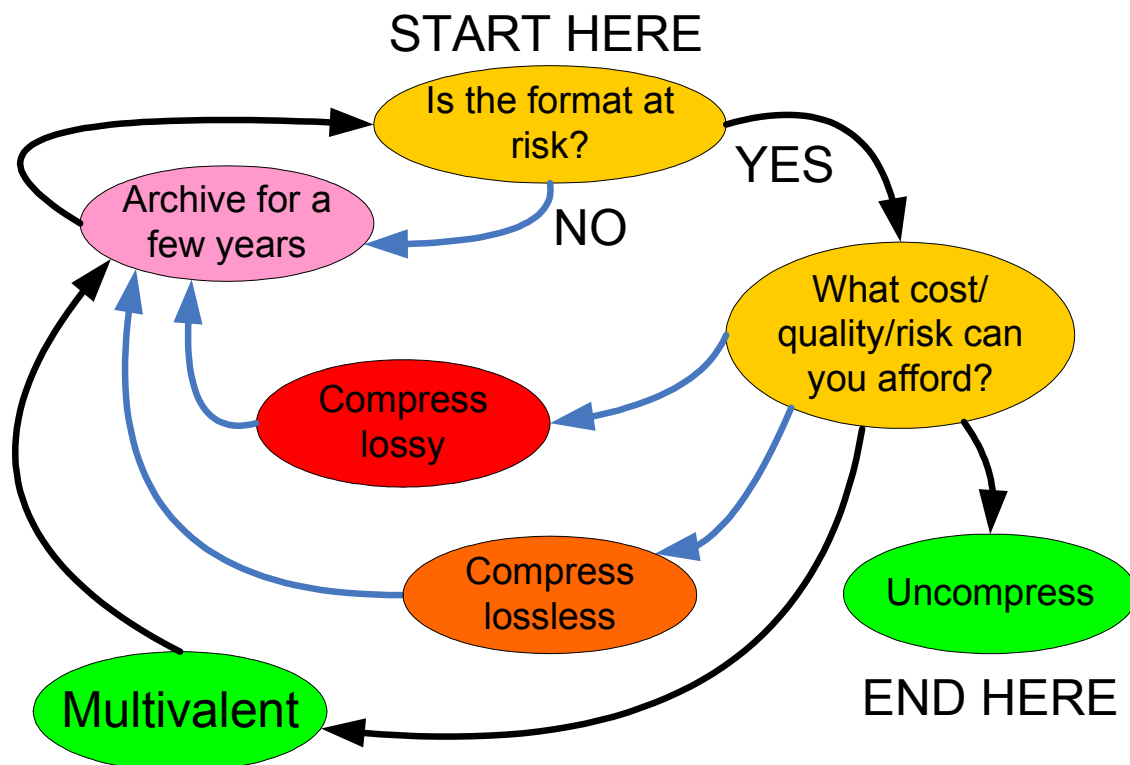 START HERE
Is the format at
risk?
YES
NO
Archive for a
few years
What cost/
quality/risk can
you afford?
Compress
lossy
Compress
lossless
Uncompress
END HERE
Multivalent